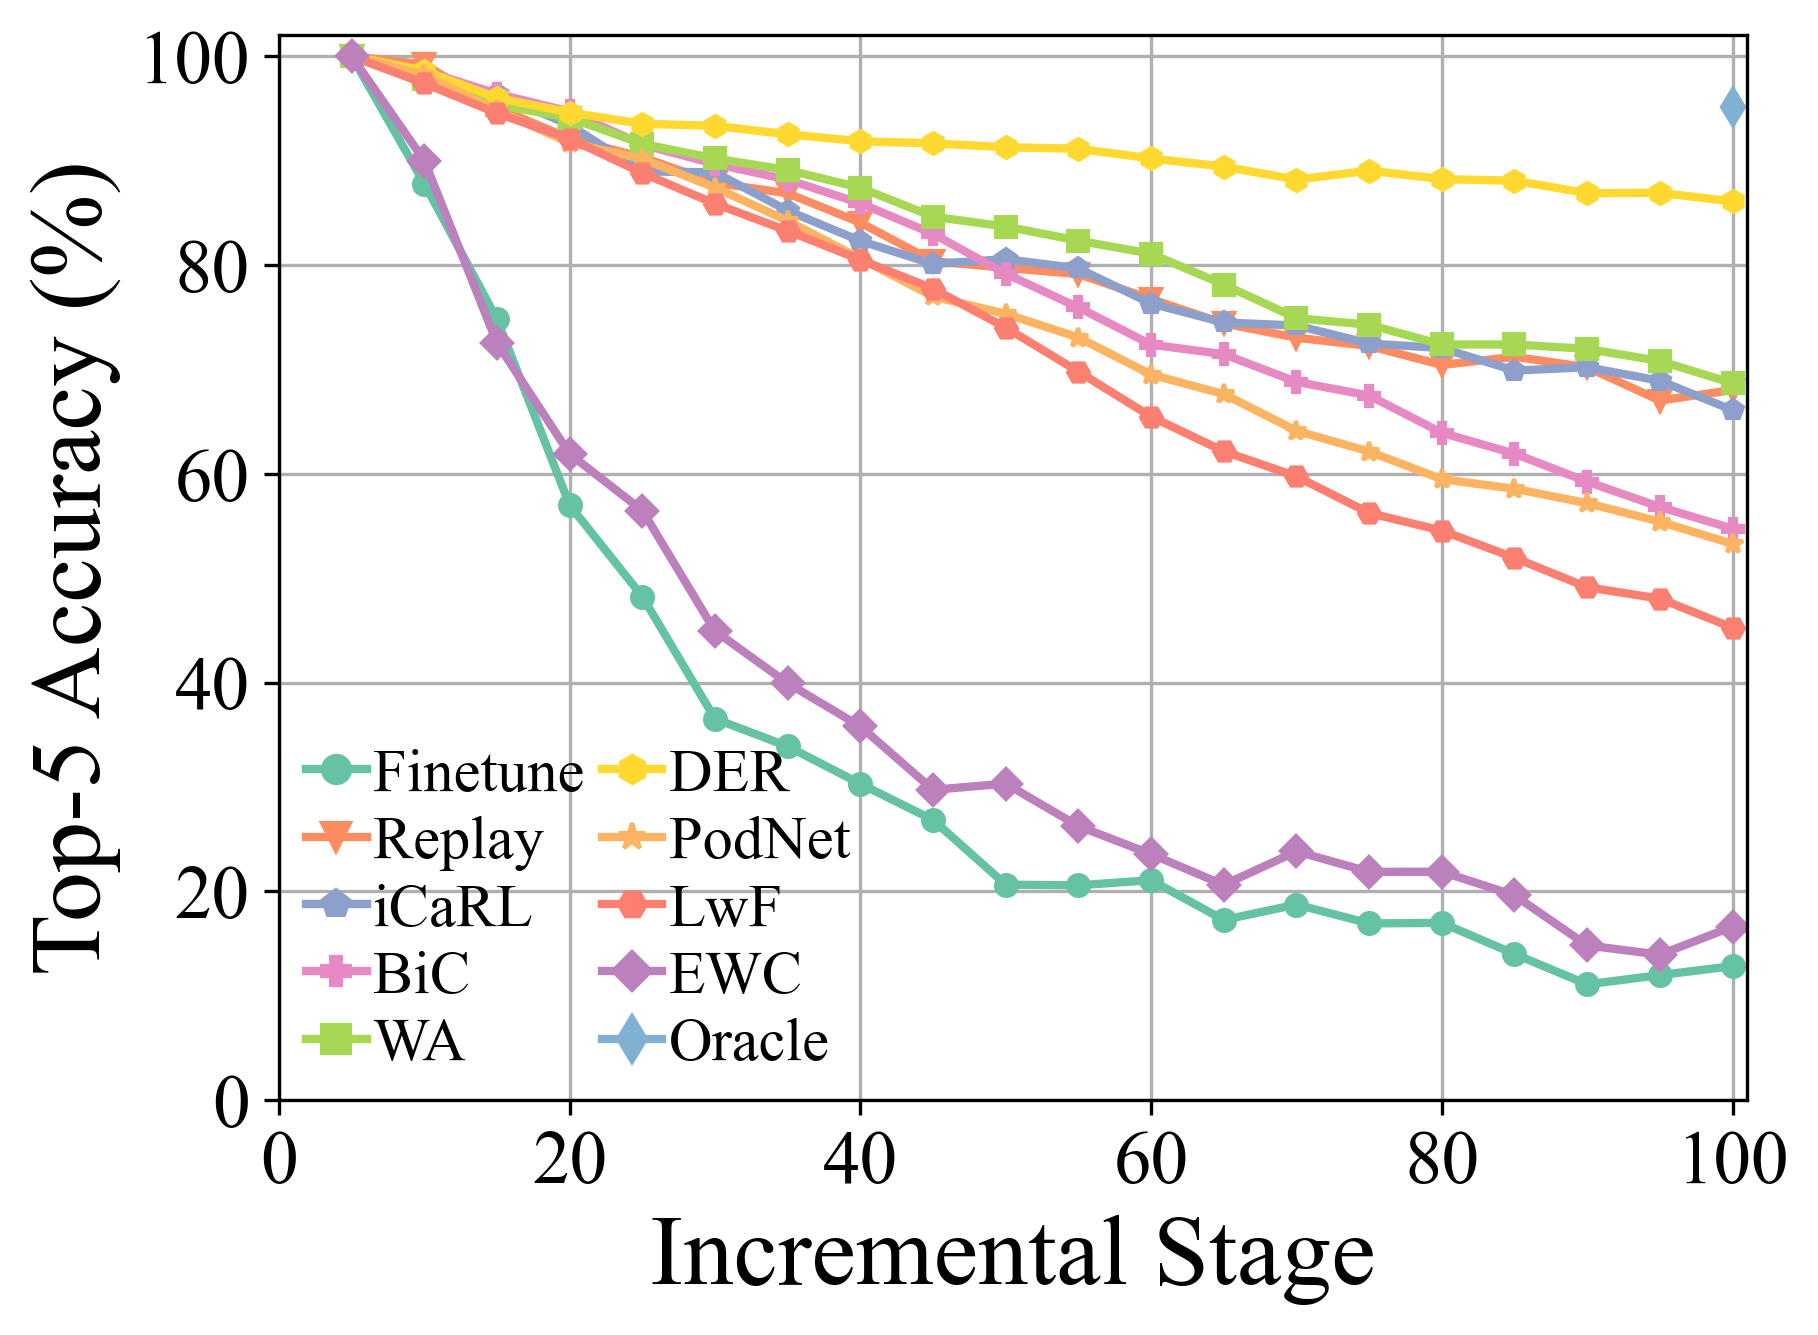 Top-5 Accuracy (%)
100
80
60
40
20
0
Finetune
Replay
iCaRL
BiC
WA
DER
PodNet
LwF
EWC
Oracle
0 20 40 60 80 100
Incremental Stage